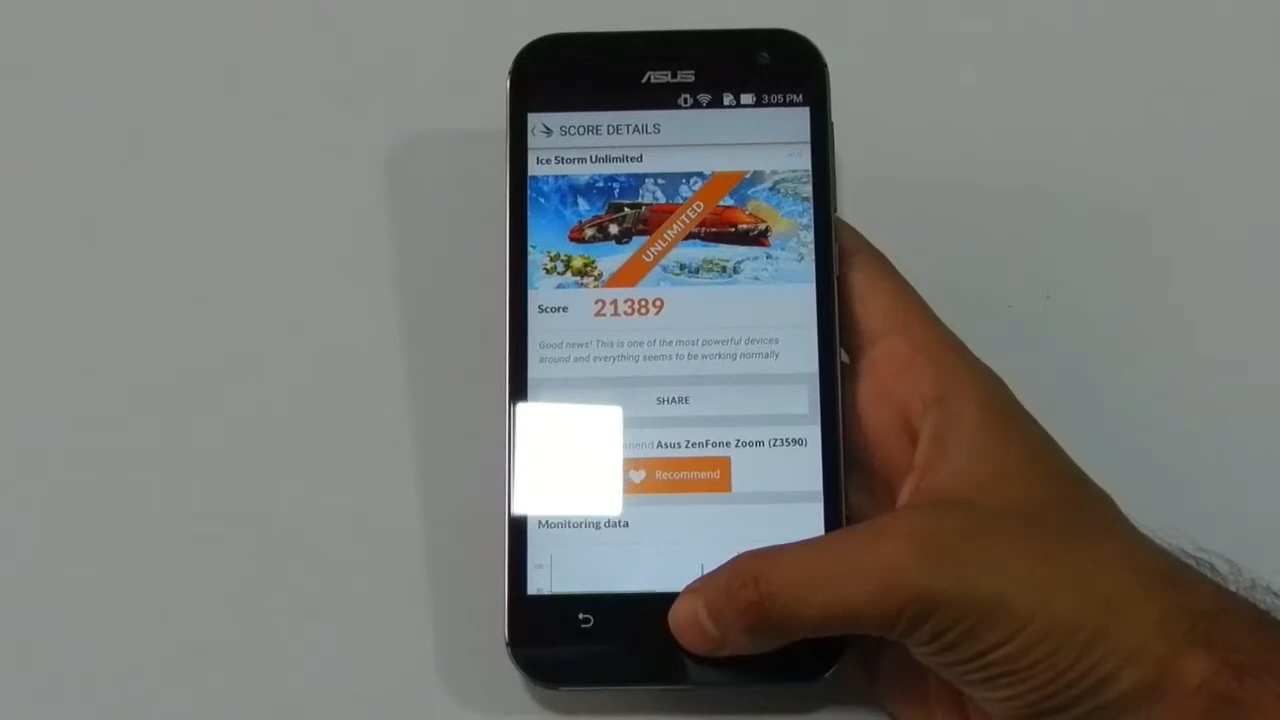 ASUS
3:05 PM
SCORE DETAILS
Ice Storm Unlimited
UNLIMITED
Score 21389
Good news! This is one of the most powerful devices
around and everything seems to be working normally.
SHARE
Asus ZenFone Zoom (Z3590)
Recommend
Monitoring data